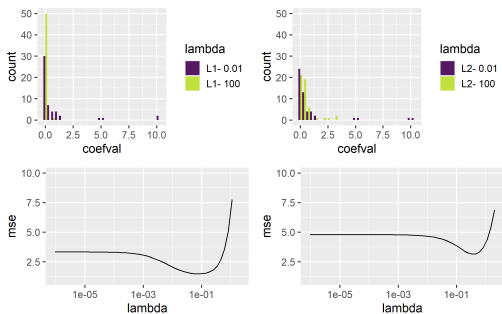 50
40
30
20
10
0
count
0.0 2.5 5.0 7.5 10.0
coefval
lambda
L1- 0.01
L1- 100
50
40
30
20
10
0
count
0.0 2.5 5.0 7.5 10.0
coefval
lambda
L2- 0.01
L2- 100
10.0
7.5
5.0
2.5
mse
1e-05 1e-03 1e-01
lambda
10.0
7.5
5.0
2.5
mse
1e-05 1e-03 1e-01
lambda